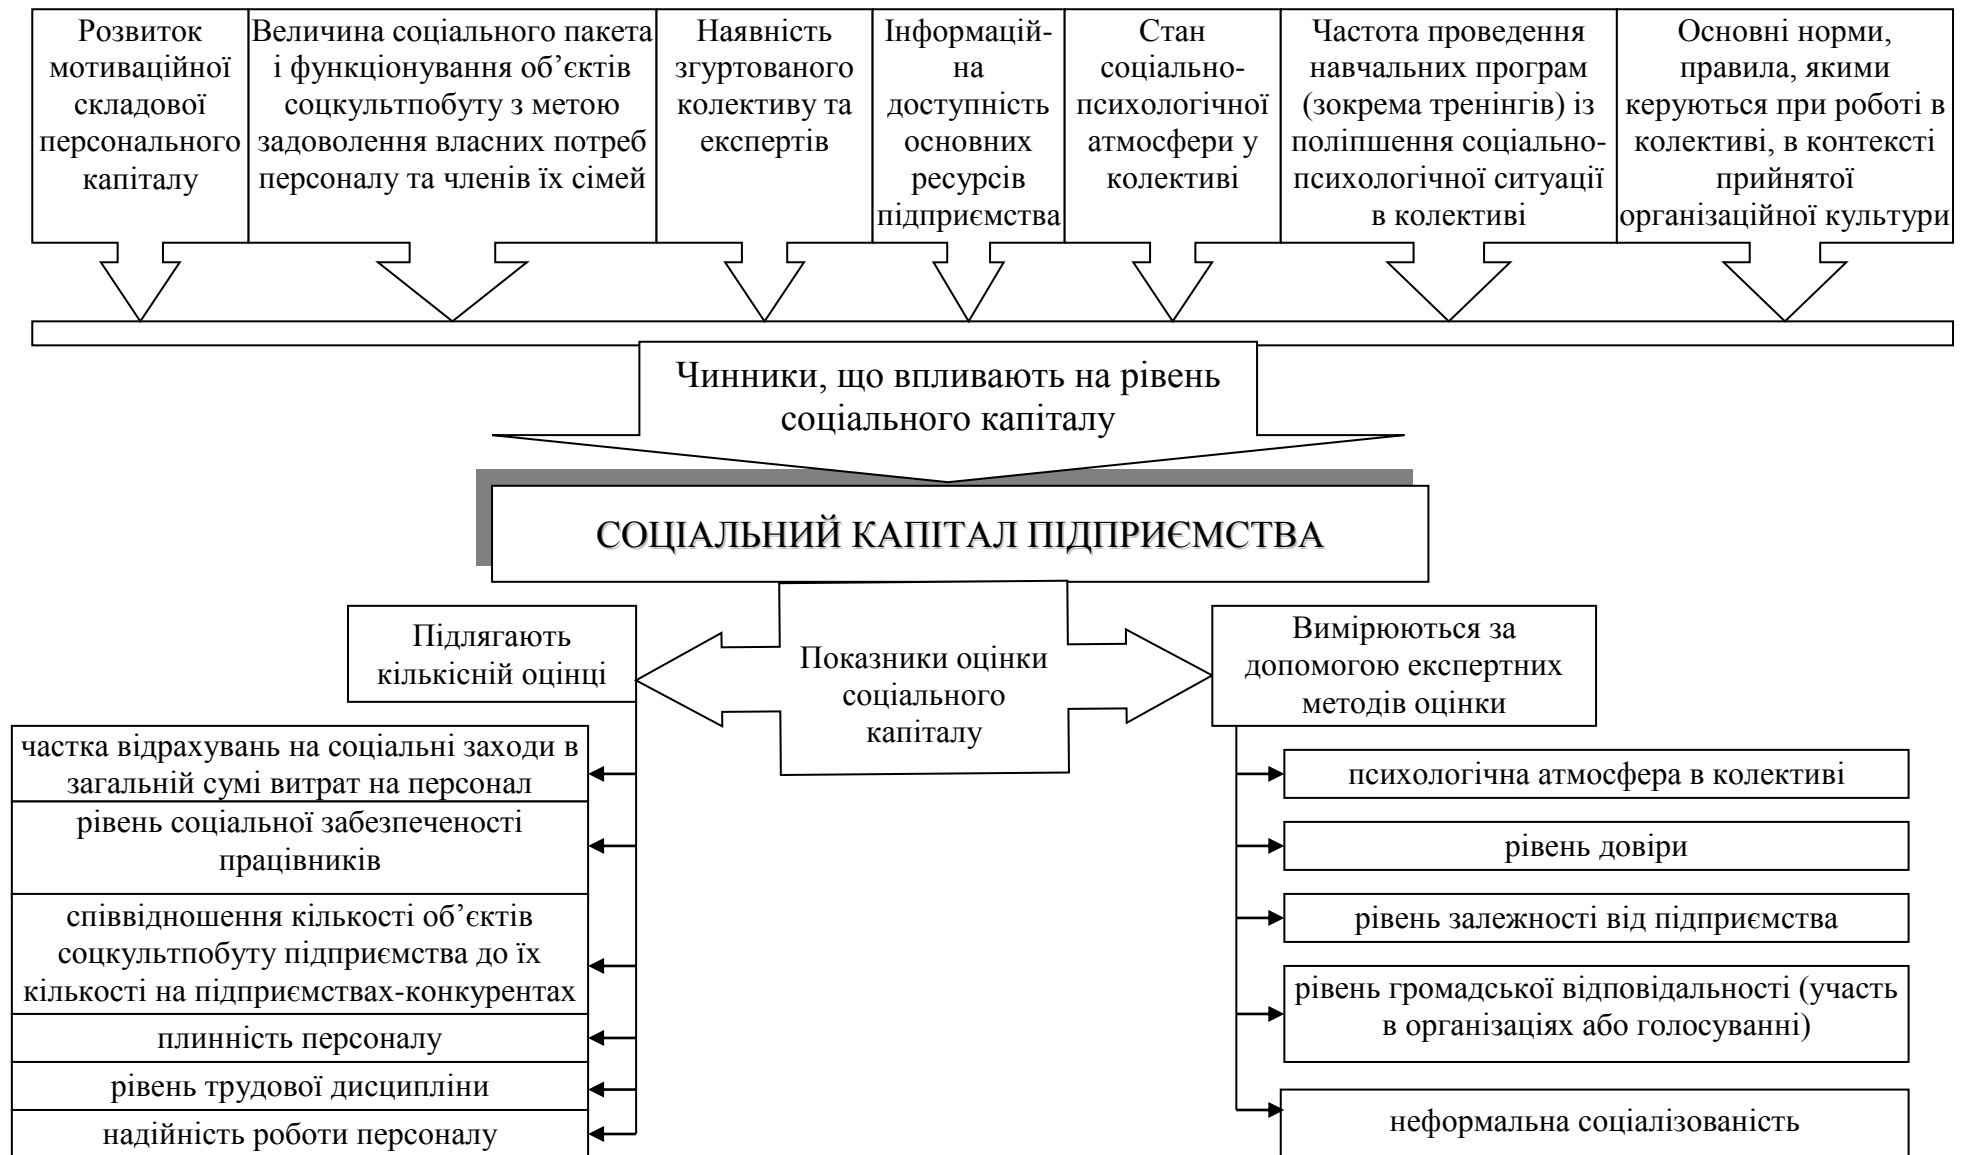 Розвиток
мотиваційної
складової
персонального
капіталу
Величина соціального пакета
і функціонування об’єктів
соцкультпобуту з метою
задоволення власних потреб
персоналу та членів їх сімей
Наявність
згуртованого
колективу та
експертів
Інформацій-
на
доступність
основних
ресурсів
підприємства
Стан
соціально-
психологічної
атмосфери у
колективі
Частота проведення
навчальних програм
(зокрема тренінгів) із
поліпшення соціально-
психологічної ситуації
в колективі
Основні норми,
правила, якими
керуються при роботі в
колективі, в контексті
прийнятої
організаційної культури
Чинники, що впливають на рівень
соціального капіталу
СОЦІАЛЬНИЙ КАПІТАЛ ПІДПРИЄМСТВА
Підлягають
кількісній оцінці
Показники оцінки
соціального
капіталу
Вимірюються за
допомогою експертних
методів оцінки
частка відрахувань на соціальні заходи в
загальній сумі витрат на персонал
рівень соціальної забезпеченості
працівників
співвідношення кількості об’єктів
соцкультпобуту підприємства до їх
кількості на підприємствах-конкурентах
плинність персоналу
рівень трудової дисципліни
надійність роботи персоналу
психологічна атмосфера в колективі
рівень довіри
рівень залежності від підприємства
рівень громадської відповідальності (участь
в організаціях або голосуванні)
неформальна соціалізованість